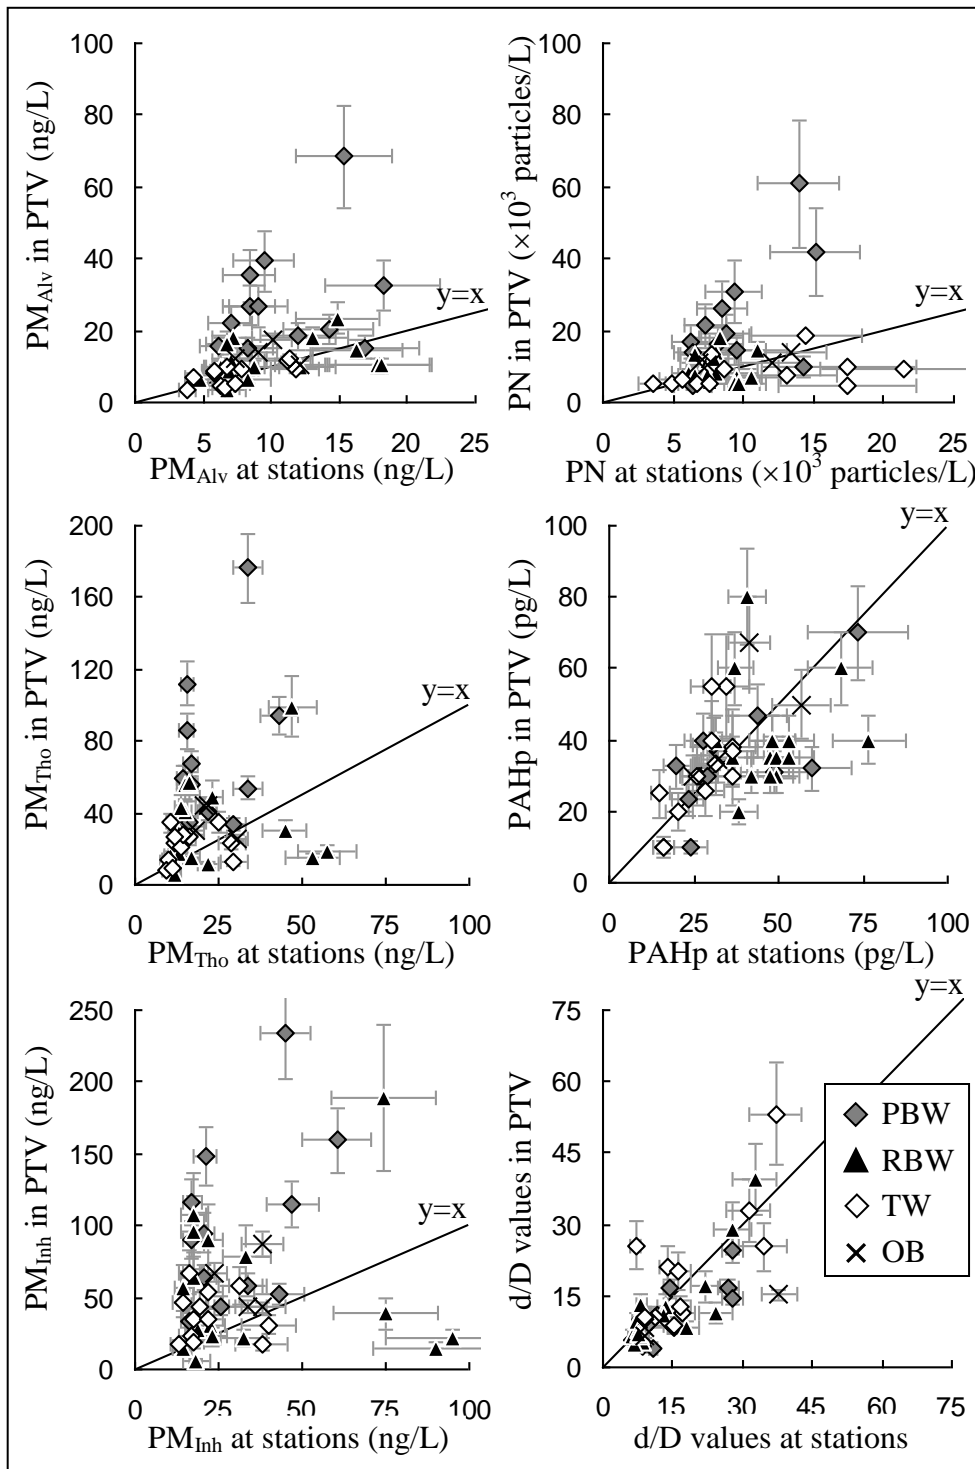 PM_Alv in PTV (ng/L)
100
80
60
40
20
0
y=x
0 5 10 15 20 25
PM_Alv at stations (ng/L)
PN in PTV (×10³ particles/L)
100
80
60
40
20
0
y=x
0 5 10 15 20 25
PN at stations (×10³ particles/L)
PM_Tho in PTV (ng/L)
200
160
120
80
40
0
y=x
0 25 50 75 100
PM_Tho at stations (ng/L)
PAHp in PTV (pg/L)
100
80
60
40
20
0
y=x
0 25 50 75 100
PAHp at stations (pg/L)
PM_Inh in PTV (ng/L)
250
200
150
100
50
0
y=x
0 25 50 75 100
PM_Inh at stations (ng/L)
d/D values in PTV
75
60
45
30
15
0
y=x
PBW
RBW
TW
OB
0 15 30 45 60 75
d/D values at stations